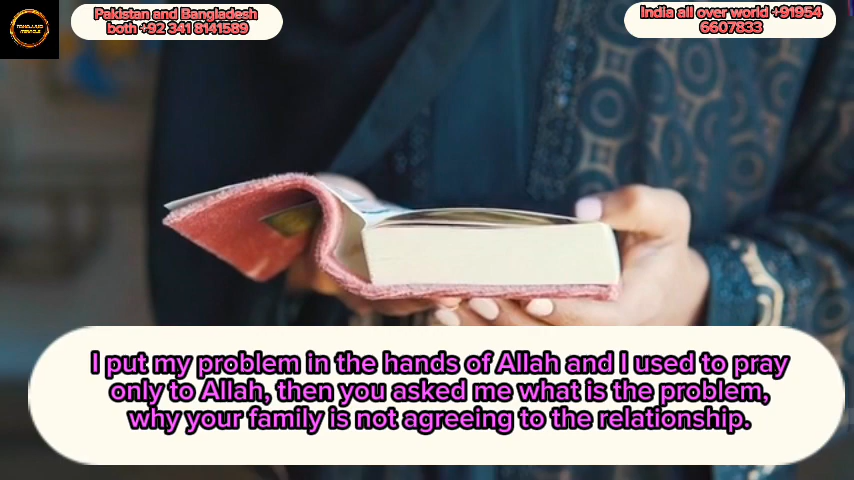 Pakistan and Bangladesh
both +92 341 8141589
India all over world +91954
6607833
I put my problem in the hands of Allah and I used to pray
only to Allah, then you asked me what is the problem,
why your family is not agreeing to the relationship.